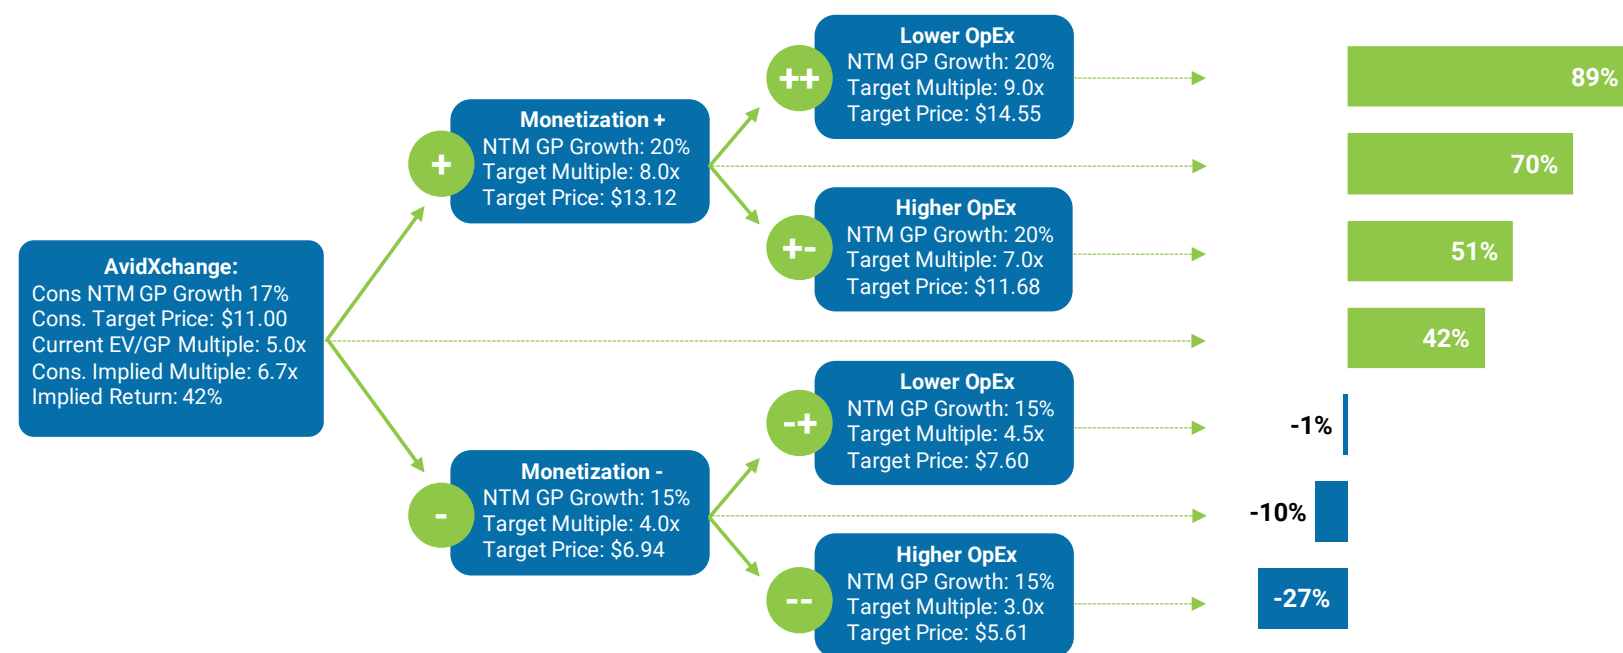 AvidXchange:
Cons NTM GP Growth 17%
Cons. Target Price: $11.00
Current EV/GP Multiple: 5.0x
Cons. Implied Multiple: 6.7x
Implied Return: 42%
+
Monetization +
NTM GP Growth: 20%
Target Multiple: 8.0x
Target Price: $13.12
-
Monetization -
NTM GP Growth: 15%
Target Multiple: 4.0x
Target Price: $6.94
++
Lower OpEx
NTM GP Growth: 20%
Target Multiple: 9.0x
Target Price: $14.55
+-
Higher OpEx
NTM GP Growth: 20%
Target Multiple: 7.0x
Target Price: $11.68
-+
Lower OpEx
NTM GP Growth: 15%
Target Multiple: 4.5x
Target Price: $7.60
--
Higher OpEx
NTM GP Growth: 15%
Target Multiple: 3.0x
Target Price: $5.61
89%
70%
51%
42%
-1%
-10%
-27%